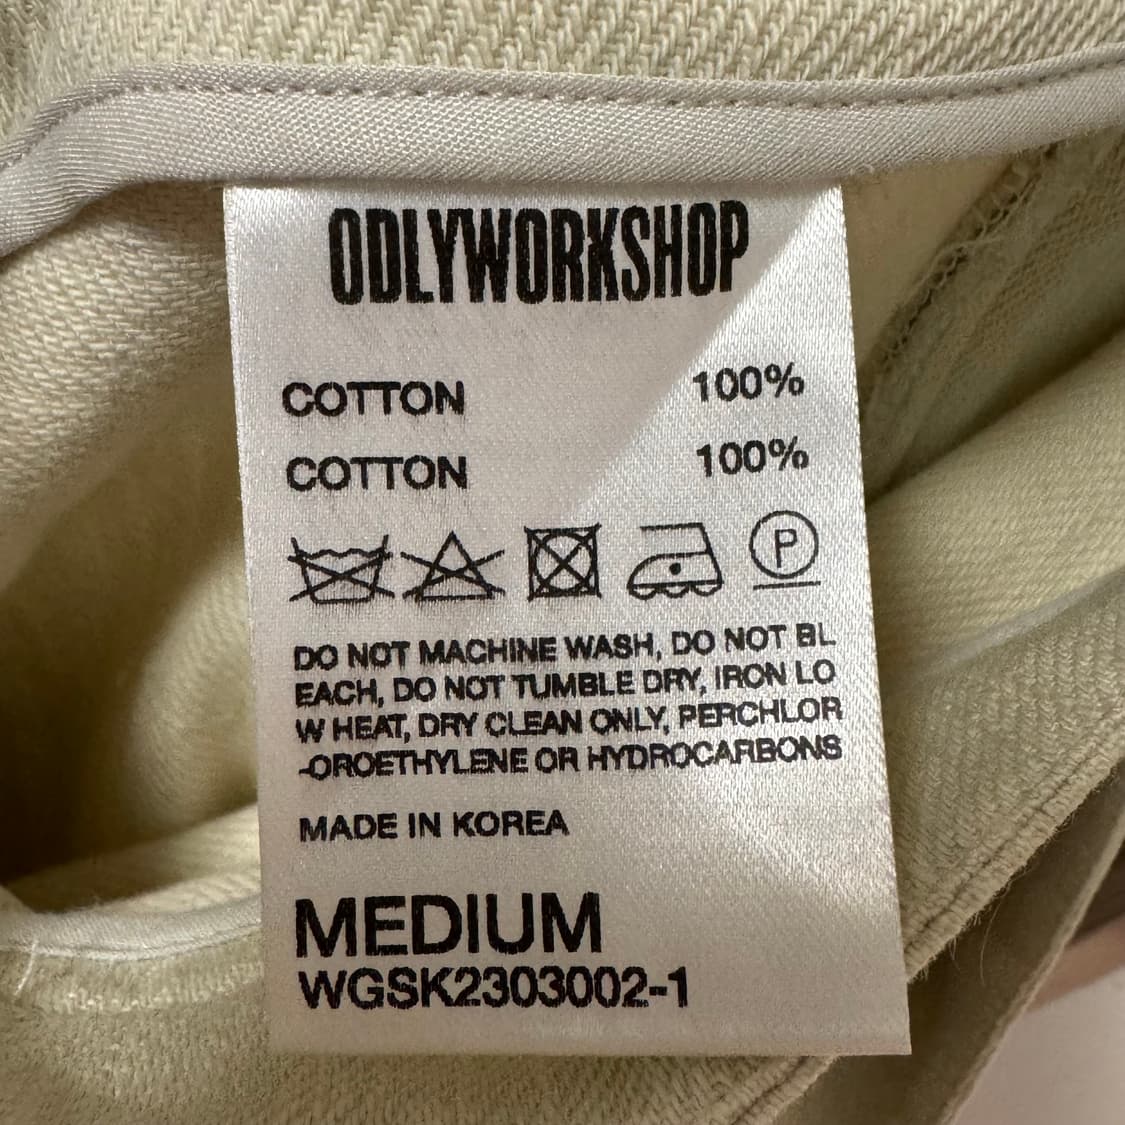 ODLYWORKSHOP
COTTON 100%
COTTON 100%
P
DO NOT MACHINE WASH, DO NOT BL
EACH, DO NOT TUMBLE DRY, IRON LO
W HEAT, DRY CLEAN ONLY, PERCHLOR
-OROETHYLENE OR HYDROCARBONS
MADE IN KOREA
MEDIUM
WGSK2303002-1